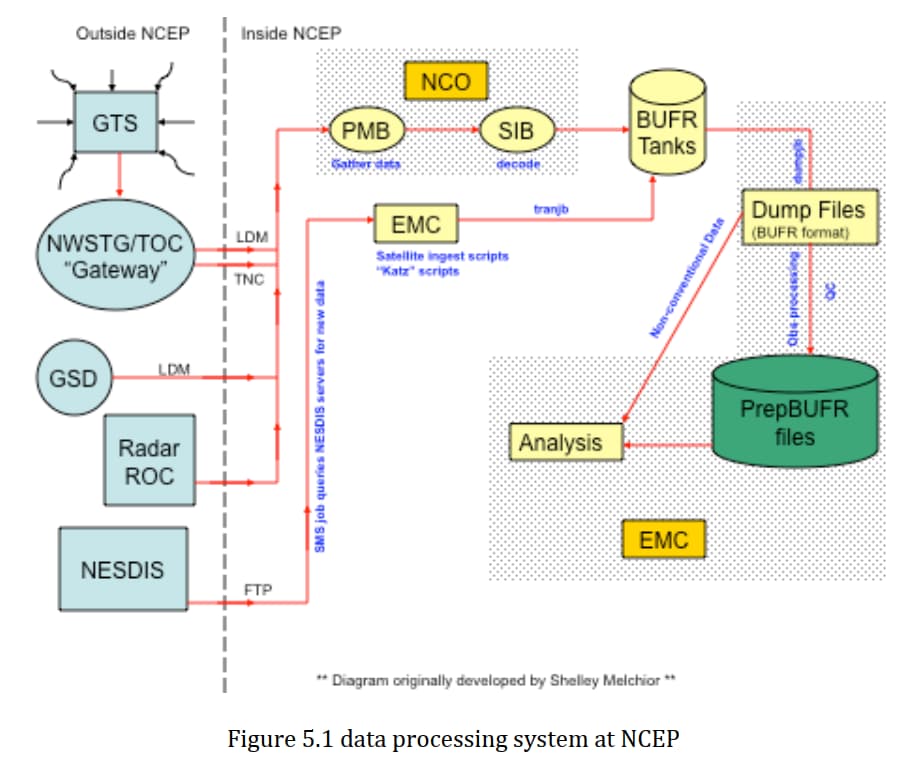 Outside NCEP
Inside NCEP
GTS
NWSTG/TOC
“Gateway”
LDM
TNC
GSD
LDM
Radar
ROC
NESDIS
FTP
SMS job queries NESDIS servers for new data
NCO
PMB
Gather data
SIB
decode
EMC
Satellite ingest scripts
“Katz” scripts
tranjb
BUFR
Tanks
dumpjb
Dump Files
(BUFR format)
Non-conventional Data
Obs-processing
QC
PrepBUFR
files
Analysis
EMC
** Diagram originally developed by Shelley Melchior **
Figure 5.1 data processing system at NCEP